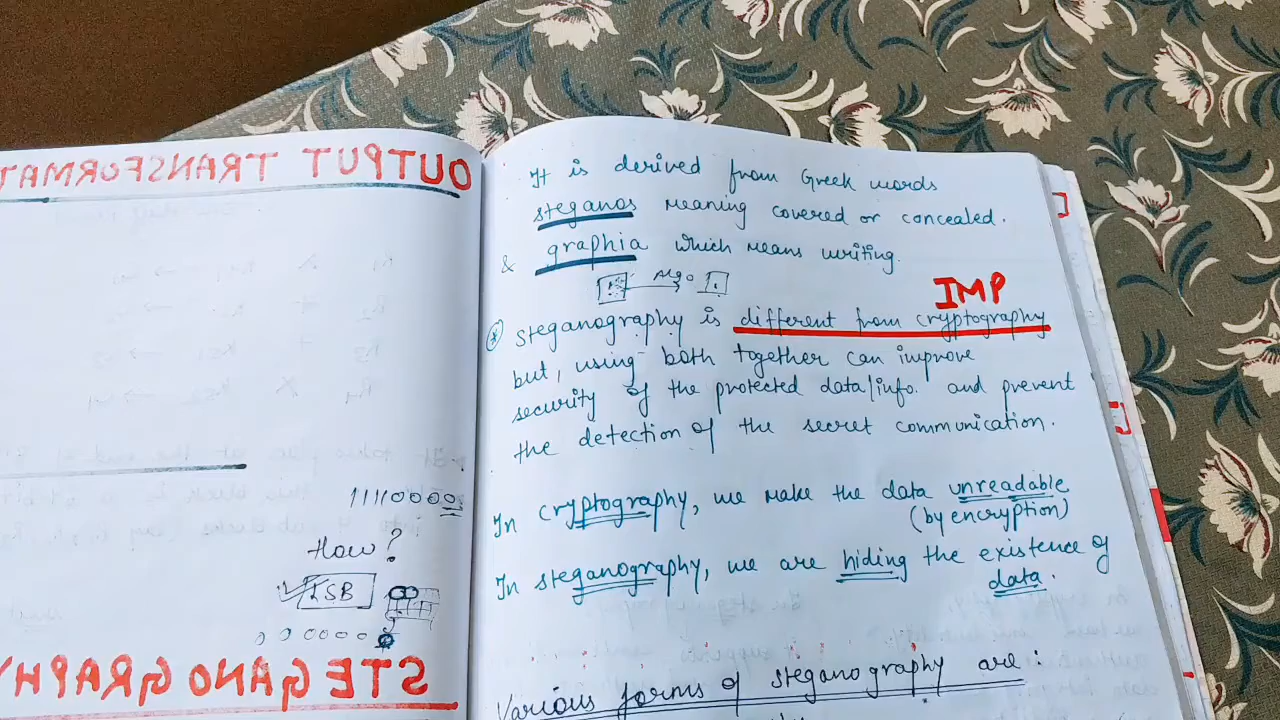 OUTPUT TRANSFORMAT
11110000
How?
LSB
00000
STEGANOGRAPHY
It is derived from Greek words
steganos meaning covered or concealed.
& graphia which means writing.
Algo
IMP
* Steganography is different from cryptography
but, using both together can improve
security of the protected data/info. and prevent
the detection of the secret communication.
In cryptography, we make the data unreadable
(by encryption)
In steganography, we are hiding the existence of
data.
Various forms of steganography are: